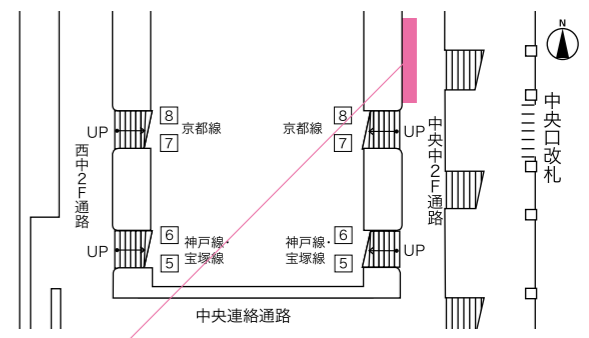 N
8
京都線
7
UP
京都線
8
7
UP
西中2F通路
中央中2F通路
中央口改札
6
神戸線・
宝塚線
5
UP
神戸線・
宝塚線
6
5
UP
中央連絡通路